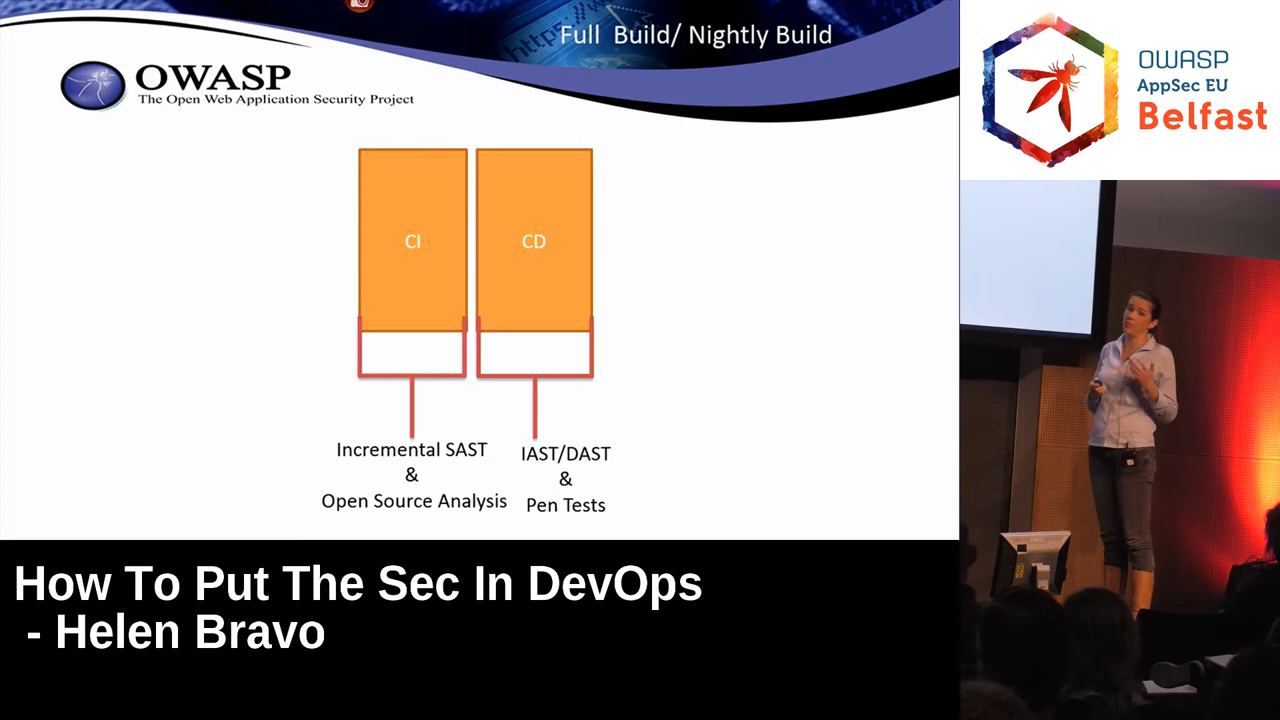 Full Build/ Nightly Build
OWASP
The Open Web Application Security Project
CI
CD
Incremental SAST
&
Open Source Analysis
IAST/DAST
&
Pen Tests
OWASP
AppSec EU
Belfast
How To Put The Sec In DevOps
- Helen Bravo
https: